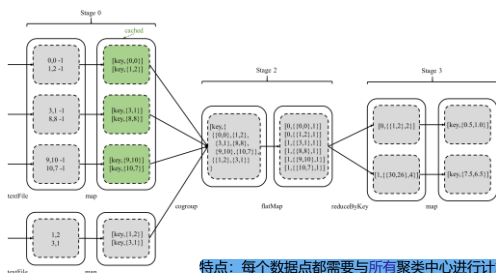 Stage 0
cached
0,0 -1
1,2 -1
[key,{0,0}]
[key,{1,2}]
3,1 -1
8,8 -1
[key,{3,1}]
[key,{8,8}]
9,10 -1
10,7 -1
[key,{9,10}]
[key,{10,7}]
textFile
map
1,2
3,1
[key,{1,2}]
[key,{3,1}]
textFile
map
cogroup
Stage 2
[key,{
{{0,0},{1,2},
{3,1},{8,8},
{9,10},{10,7}}
{{1,2},{3,1}}
}
[0,{{0,0},1}]
[0,{{1,2},1}]
[1,{{3,1},1}]
[1,{{8,8},1}]
[1,{{9,10},1}]
[1,{{10,7},1}]
flatMap
reduceByKey
Stage 3
[0,{{1,2},2}]
[key,{0.5,1.0}]
[1,{{30,26},4}]
[key,{7.5,6.5}]
map
特点：每个数据点都需要与所有聚类中心进行计